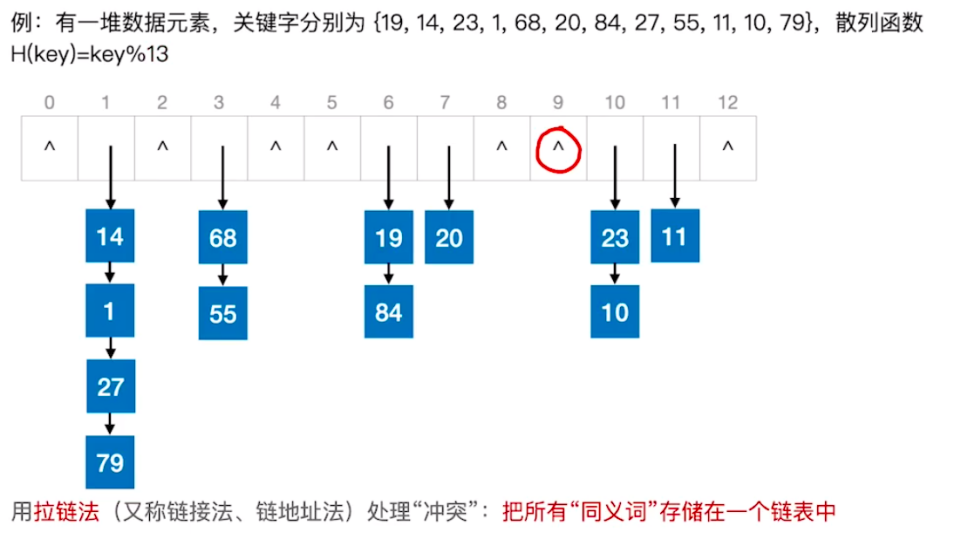 例：有一堆数据元素，关键字分别为 {19, 14, 23, 1, 68, 20, 84, 27, 55, 11, 10, 79}，散列函数
H(key)=key%13
0 1 2 3 4 5 6 7 8 9 10 11 12
^ ^ ^ ^ ^ ^ ^
14 68 19 20 23 11
1 55 84 10
27
79
用拉链法（又称链接法、链地址法）处理“冲突”：把所有“同义词”存储在一个链表中